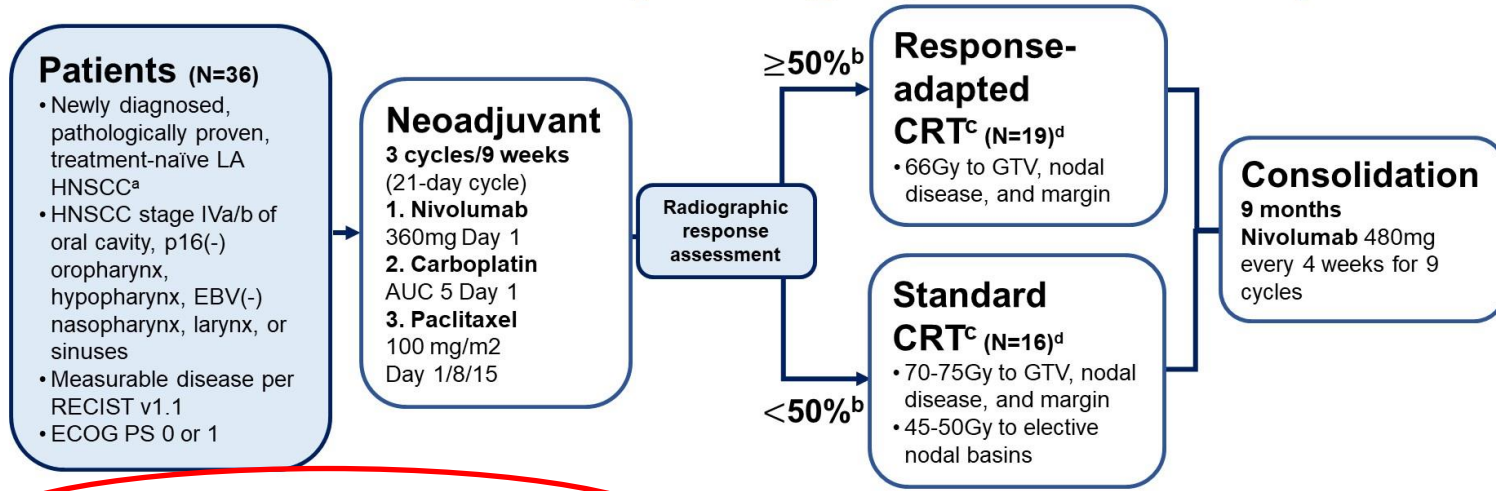 Patients (N=36)
• Newly diagnosed,
pathologically proven,
treatment-naïve LA
HNSCCᵃ
• HNSCC stage IVa/b of
oral cavity, p16(-)
oropharynx,
hypopharynx, EBV(-)
nasopharynx, larynx, or
sinuses
• Measurable disease per
RECIST v1.1
• ECOG PS 0 or 1
Neoadjuvant
3 cycles/9 weeks
(21-day cycle)
1. Nivolumab
360mg Day 1
2. Carboplatin
AUC 5 Day 1
3. Paclitaxel
100 mg/m2
Day 1/8/15
Radiographic
response
assessment
≥50%ᵇ
Response-
adapted
CRTᶜ (N=19)ᵈ
• 66Gy to GTV, nodal
disease, and margin
<50%ᵇ
Standard
CRTᶜ (N=16)ᵈ
• 70-75Gy to GTV, nodal
disease, and margin
• 45-50Gy to elective
nodal basins
Consolidation
9 months
Nivolumab 480mg
every 4 weeks for 9
cycles